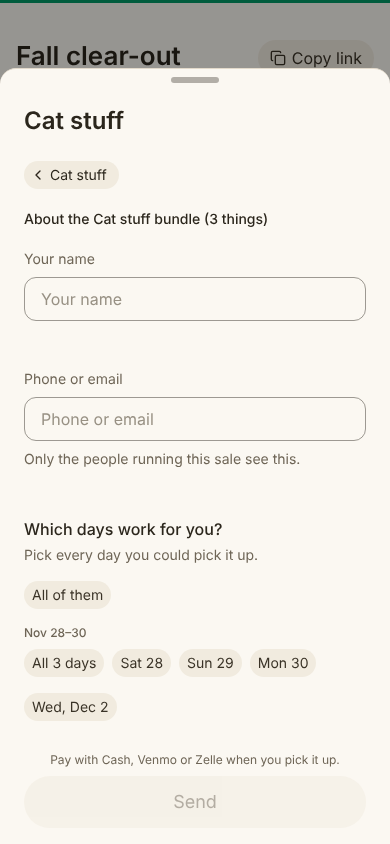 Fall clear-out
Copy link
Cat stuff
Cat stuff
About the Cat stuff bundle (3 things)
Your name
Your name
Phone or email
Phone or email
Only the people running this sale see this.
Which days work for you?
Pick every day you could pick it up.
All of them
Nov 28–30
All 3 days
Sat 28
Sun 29
Mon 30
Wed, Dec 2
Pay with Cash, Venmo or Zelle when you pick it up.
Send